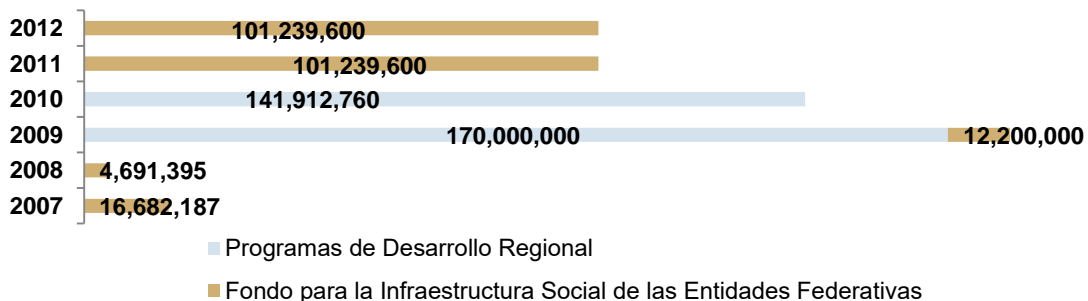 2012 101,239,600
2011 101,239,600
2010 141,912,760
2009 170,000,000 12,200,000
2008 4,691,395
2007 16,682,187
Programas de Desarrollo Regional
Fondo para la Infraestructura Social de las Entidades Federativas